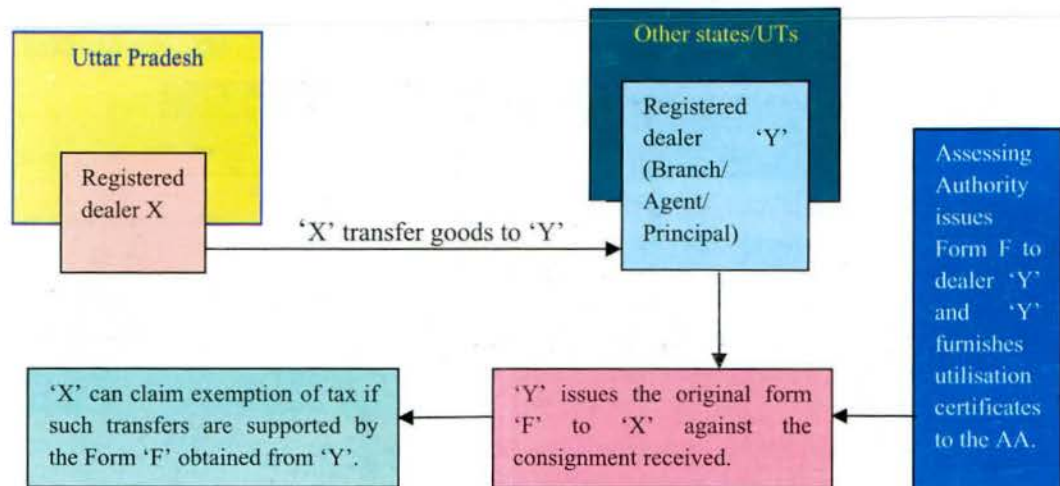 Uttar Pradesh
Registered
dealer X
Other states/UTs
Registered
dealer 'Y'
(Branch/
Agent/
Principal)
'X' transfer goods to 'Y'
Assessing
Authority
issues
Form F to
dealer 'Y'
and 'Y'
furnishes
utilisation
certificates
to the AA.
'X' can claim exemption of tax if
such transfers are supported by
the Form 'F' obtained from 'Y'.
'Y' issues the original form
'F' to 'X' against the
consignment received.